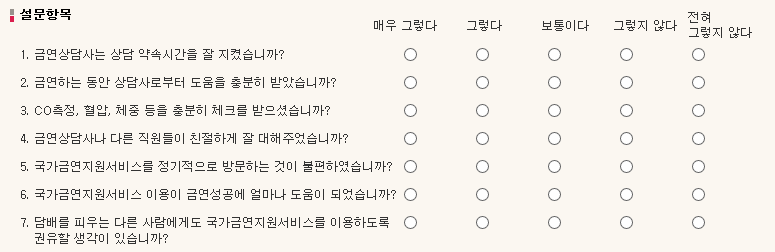 설문항목
매우 그렇다 그렇다 보통이다 그렇지 않다 전혀 그렇지 않다
1. 금연상담사는 상담 약속시간을 잘 지켰습니까?
2. 금연하는 동안 상담사로부터 도움을 충분히 받았습니까?
3. CO측정, 혈압, 체중 등을 충분히 체크를 받으셨습니까?
4. 금연상담사나 다른 직원들이 친절하게 잘 대해주었습니까?
5. 국가금연지원서비스를 정기적으로 방문하는 것이 불편하였습니까?
6. 국가금연지원서비스 이용이 금연성공에 얼마나 도움이 되었습니까?
7. 담배를 피우는 다른 사람에게도 국가금연지원서비스를 이용하도록
권유할 생각이 있습니까?